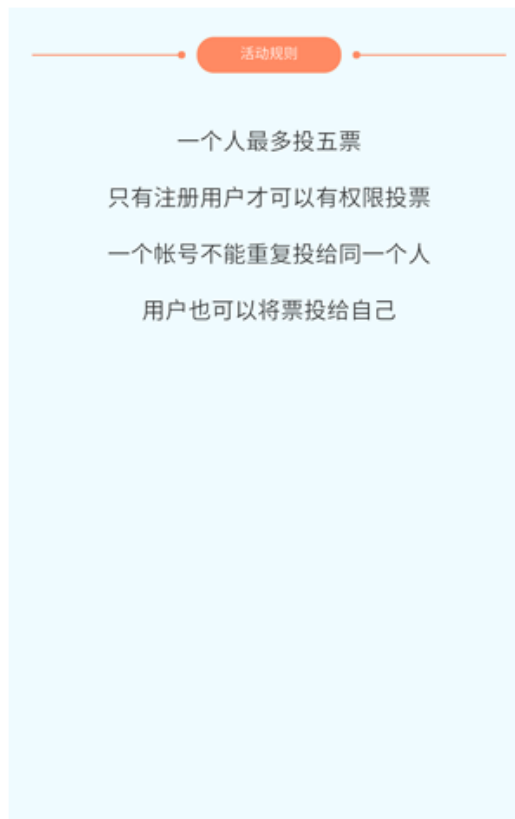 活动规则
一个人最多投五票
只有注册用户才可以有权限投票
一个帐号不能重复投给同一个人
用户也可以将票投给自己